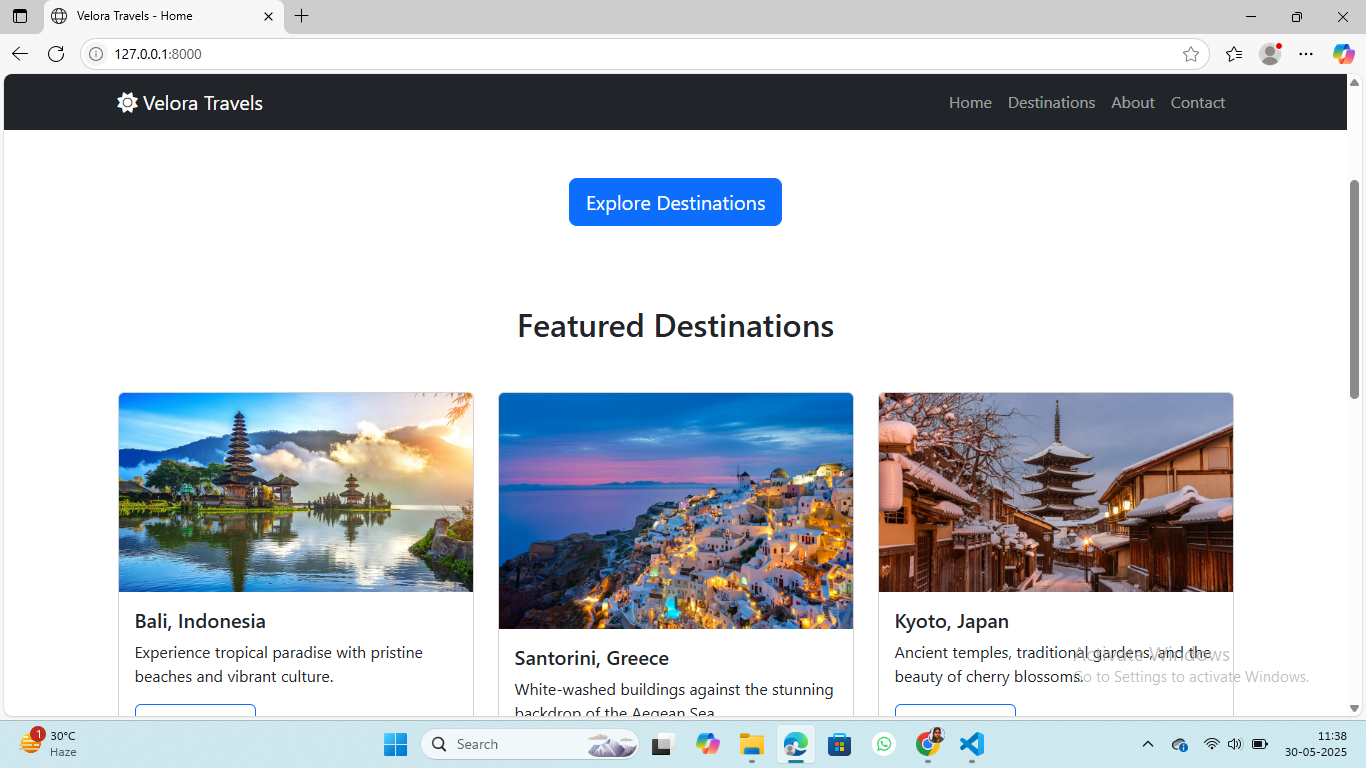 Velora Travels - Home
127.0.0.1:8000
Velora Travels
Home Destinations About Contact
Explore Destinations
Featured Destinations
Bali, Indonesia
Experience tropical paradise with pristine
beaches and vibrant culture.
Santorini, Greece
White-washed buildings against the stunning
backdrop of the Aegean Sea
Kyoto, Japan
Ancient temples, traditional gardens, and the
beauty of cherry blossoms.
Activate Windows
Go to Settings to activate Windows.
1
30°C
Haze
Search
11:38
30-05-2025